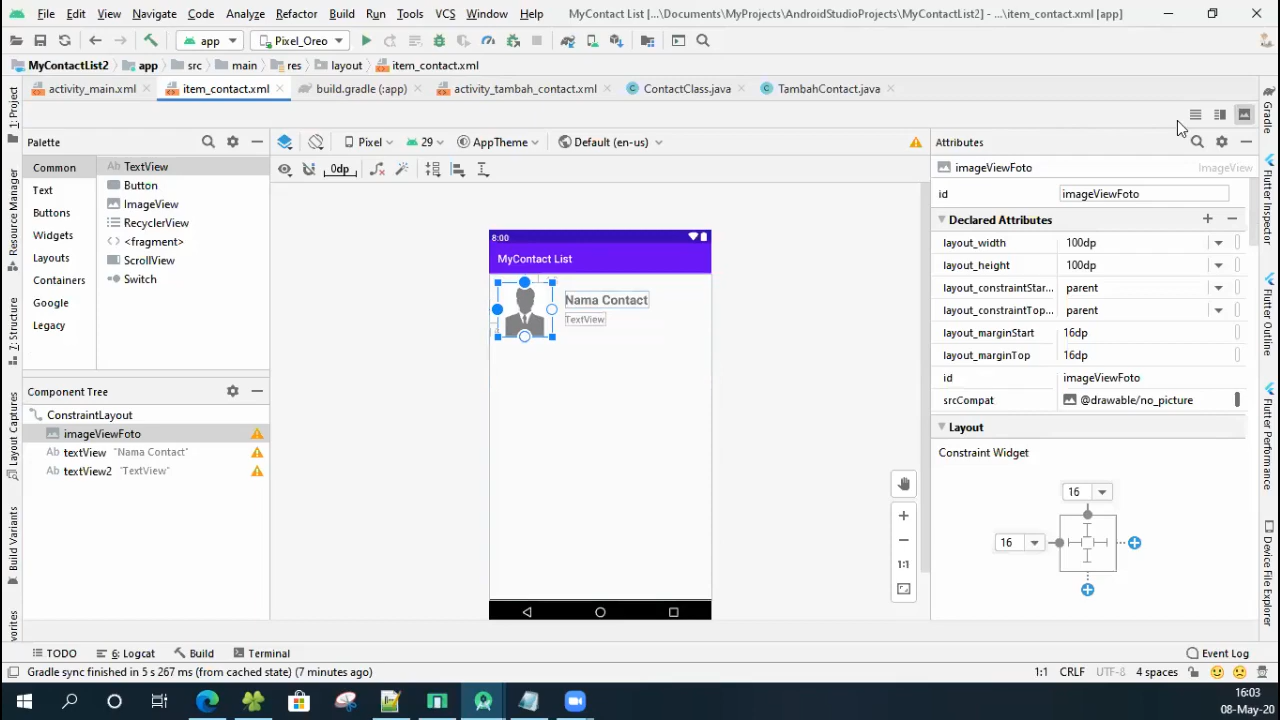 File Edit View Navigate Code Analyze Refactor Build Run Tools VCS Window Help MyContact List [...\Documents\MyProjects\AndroidStudioProjects\MyContactList2] - ...\item_contact.xml [app]
app Pixel_Oreo
MyContactList2 app src main res layout item_contact.xml
activity_main.xml item_contact.xml build.gradle (:app) activity_tambah_contact.xml ContactClass.java TambahContact.java
1: Project
Resource Manager
7: Structure
Layout Captures
Build Variants
Palette
Common
Text
Buttons
Widgets
Layouts
Containers
Google
Legacy
Ab TextView
Button
ImageView
RecyclerView
<fragment>
ScrollView
Switch
Component Tree
ConstraintLayout
imageViewFoto
Ab textView "Nama Contact"
Ab textView2 "TextView"
Pixel 29 AppTheme Default (en-us)
0dp
8:00
MyContact List
Nama Contact
TextView
1:1
Attributes
imageViewFoto ImageView
id imageViewFoto
Declared Attributes
layout_width 100dp
layout_height 100dp
layout_constraintStar... parent
layout_constraintTop... parent
layout_marginStart 16dp
layout_marginTop 16dp
id imageViewFoto
srcCompat @drawable/no_picture
Layout
Constraint Widget
16
16
Gradle
Flutter Inspector
Flutter Outline
Flutter Performance
Device File Explorer
TODO 6: Logcat Build Terminal Event Log
Gradle sync finished in 5 s 267 ms (from cached state) (7 minutes ago) 1:1 CRLF UTF-8 4 spaces
16:03
08-May-20